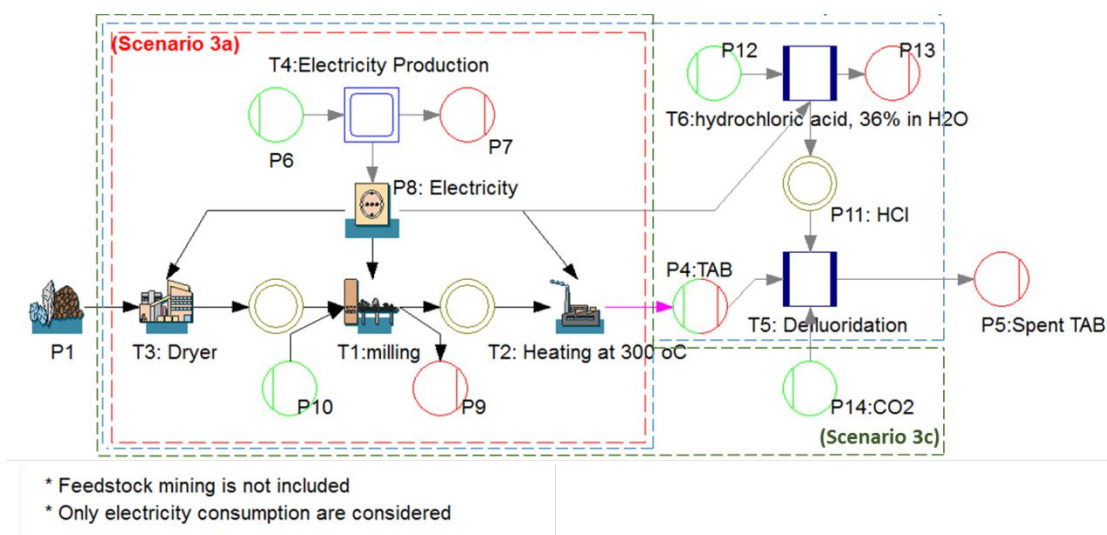 (Scenario 3a)
T4:Electricity Production
P6
P7
P8: Electricity
P12
P13
T6:hydrochloric acid, 36% in H2O
P11: HCl
P4:TAB
P1
T3: Dryer
T1:milling
T2: Heating at 300 oC
T5: Defluoridation
P5:Spent TAB
P10
P9
P14:CO2
(Scenario 3c)
* Feedstock mining is not included
* Only electricity consumption are considered